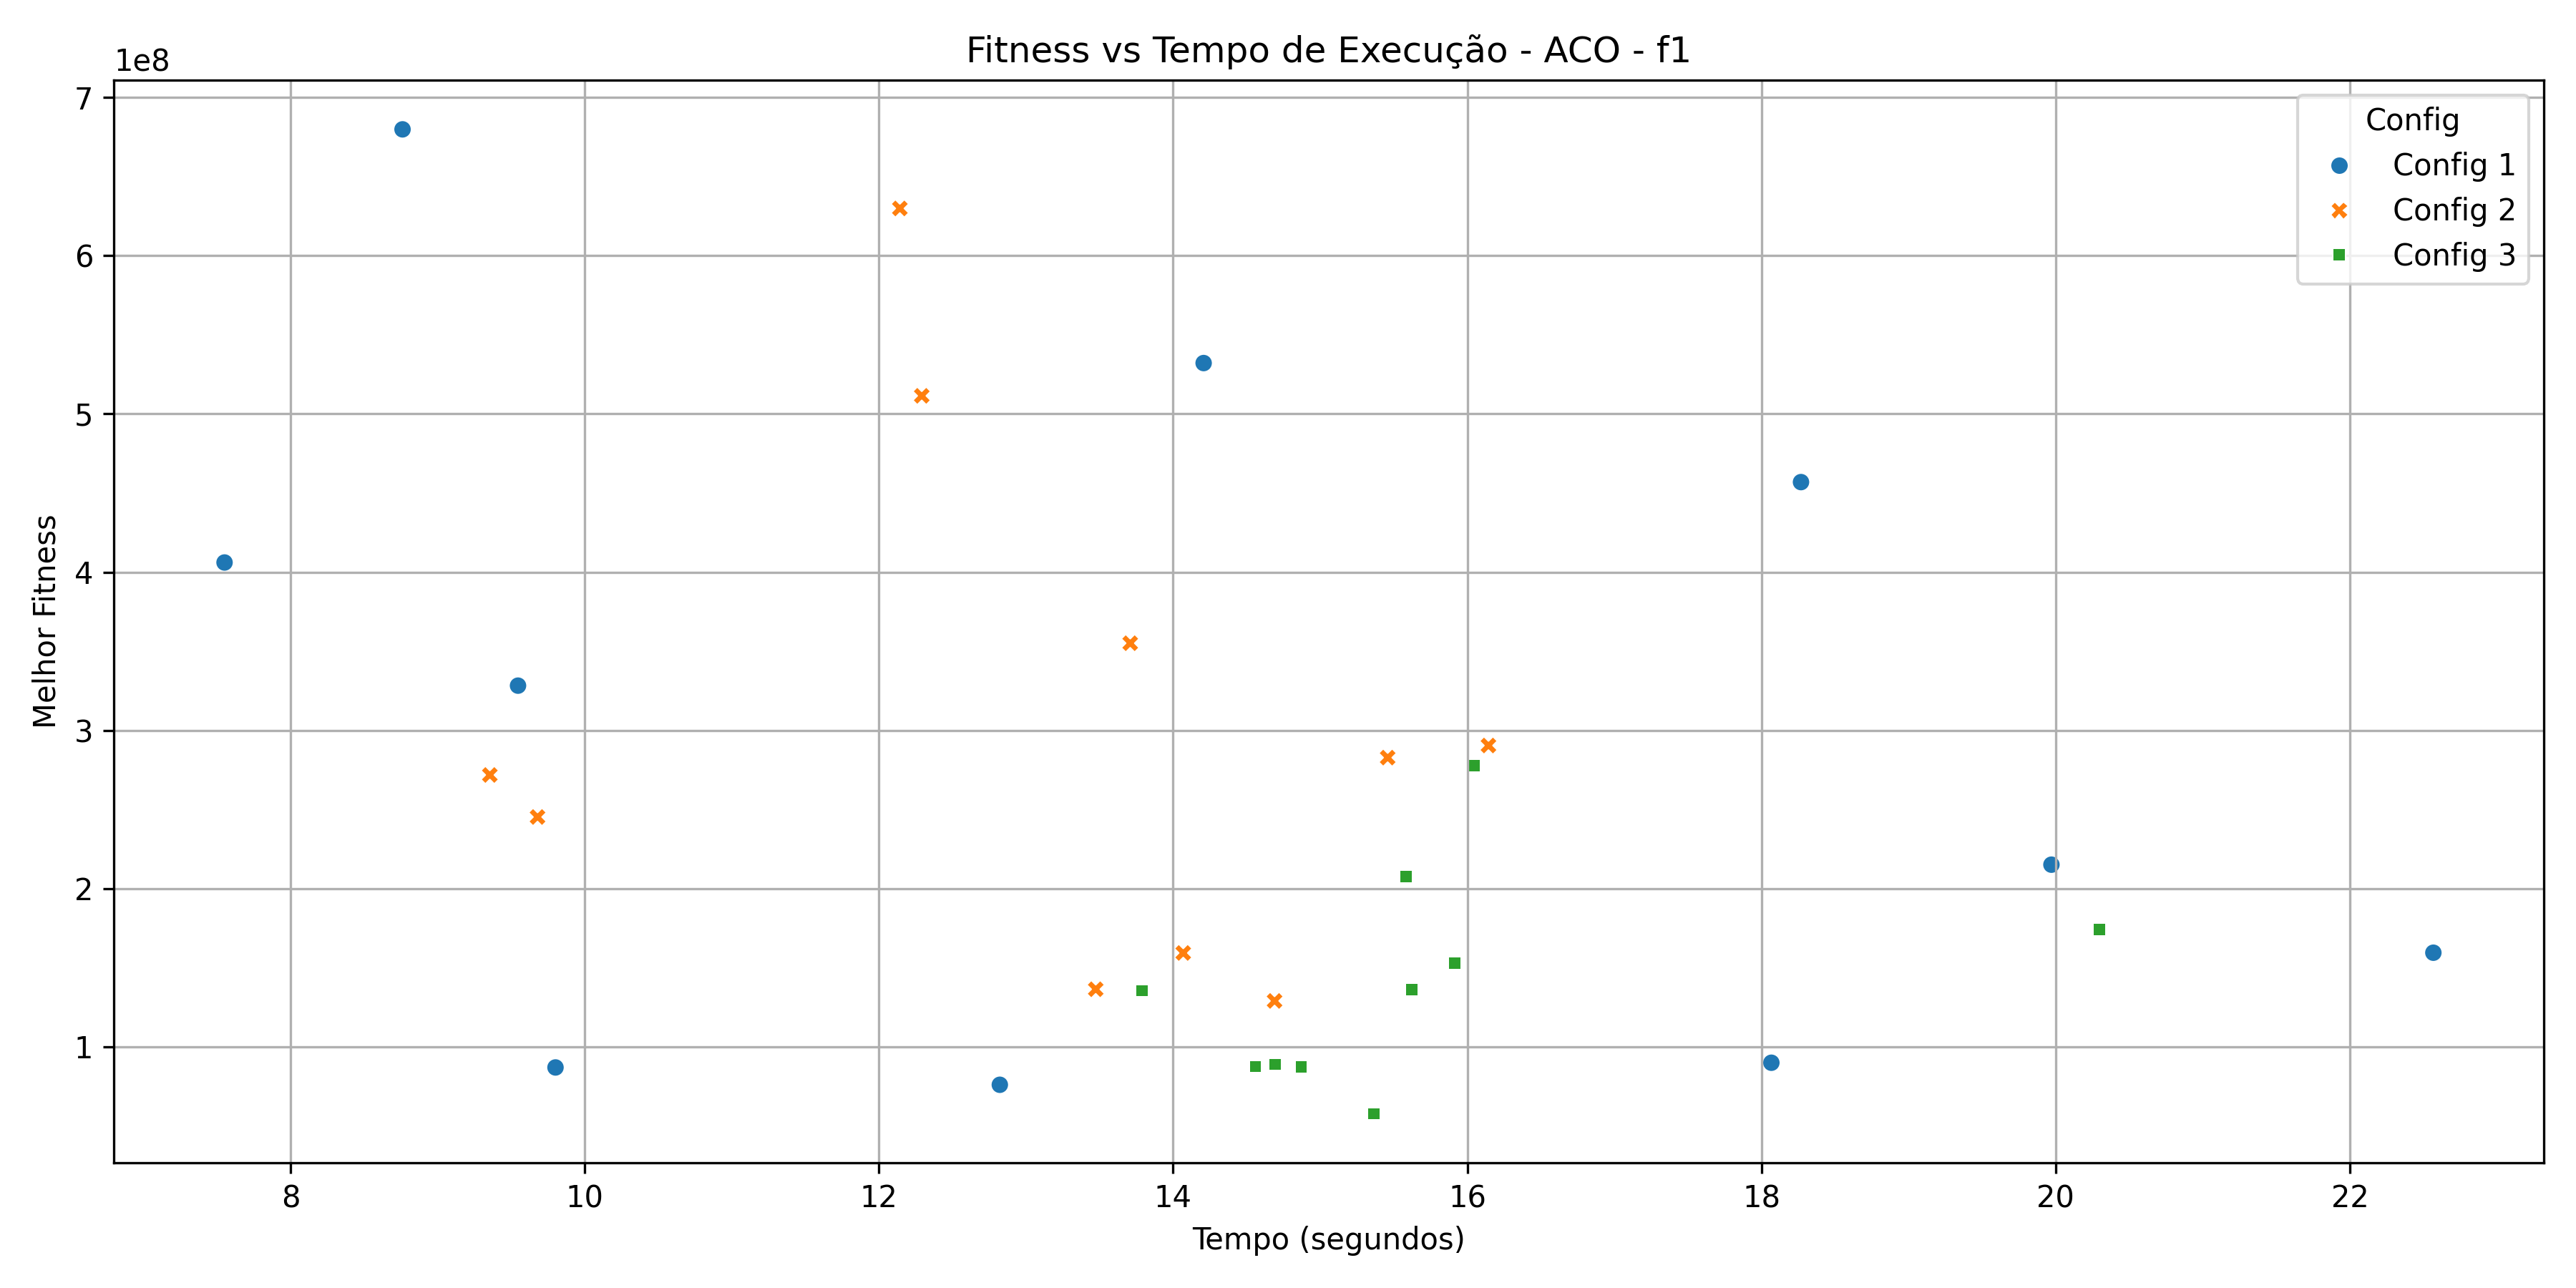 Fitness vs Tempo de Execução - ACO - f1
1e8
7
6
5
4
3
2
1
Melhor Fitness
Config
Config 1
Config 2
Config 3
8 10 12 14 16 18 20 22
Tempo (segundos)